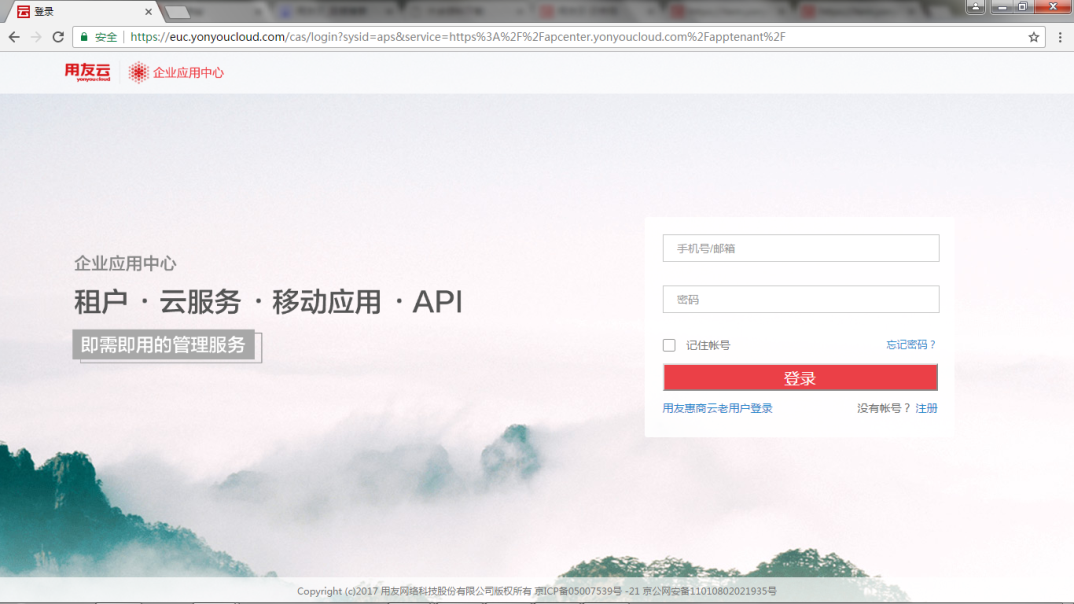 登录
安全
https://euc.yonyoucloud.com/cas/login?sysid=aps&service=https%3A%2F%2Fapcenter.yonyoucloud.com%2Fapptenant%2F
用友云
yonyoucloud
企业应用中心
企业应用中心
租户·云服务·移动应用·API
即需即用的管理服务
手机号/邮箱
密码
记住帐号 忘记密码？
登录
用友惠商云老用户登录 没有帐号？注册
Copyright (c)2017 用友网络科技股份有限公司版权所有 京ICP备05007539号 -21 京公网安备11010802021935号